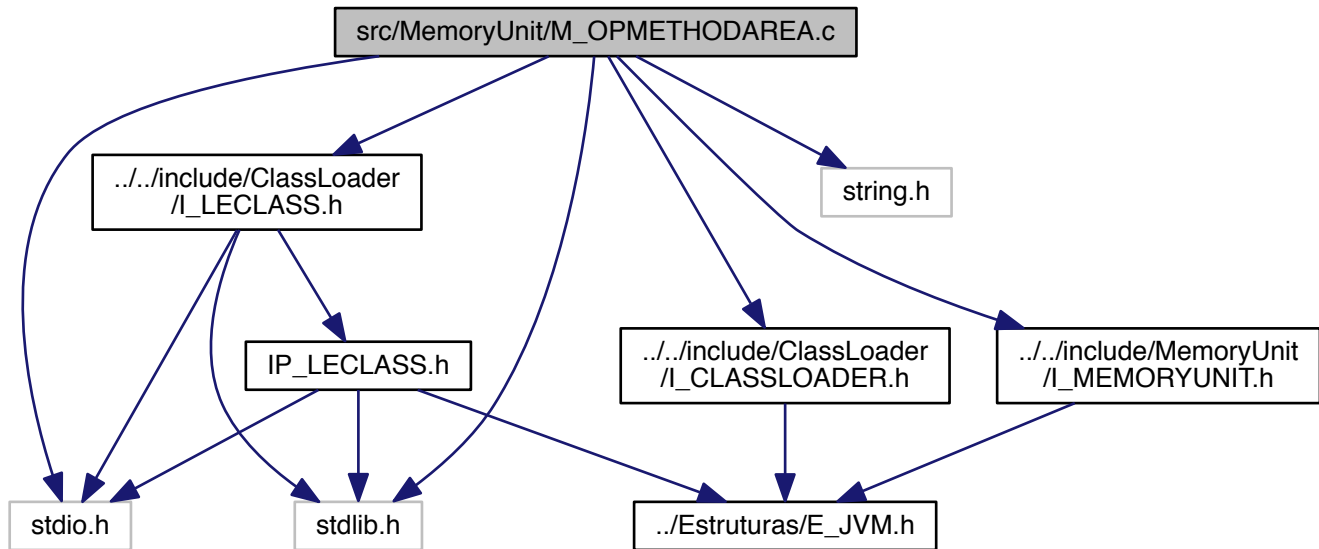 src/MemoryUnit/M_OPMETHODAREA.c
../../include/ClassLoader
/I_LECLASS.h
string.h
IP_LECLASS.h
../../include/ClassLoader
/I_CLASSLOADER.h
../../include/MemoryUnit
/I_MEMORYUNIT.h
stdio.h
stdlib.h
../Estruturas/E_JVM.h